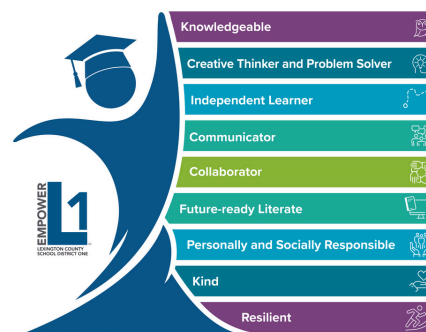 Knowledgeable
Creative Thinker and Problem Solver
Independent Learner
Communicator
Collaborator
Future-ready Literate
Personally and Socially Responsible
Kind
Resilient
EMPOWER
L1
LEXINGTON COUNTY
SCHOOL DISTRICT ONE